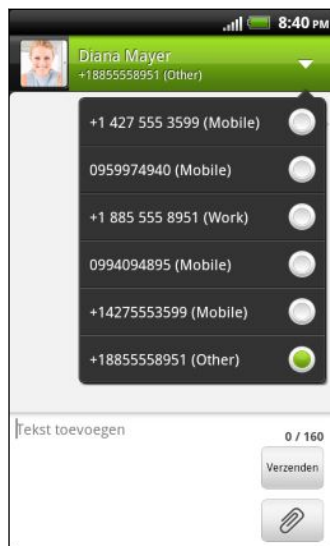 8:40 PM
Diana Mayer
+18855558951 (Other)
+1 427 555 3599 (Mobile)
0959974940 (Mobile)
+1 885 555 8951 (Work)
0994094895 (Mobile)
+14275553599 (Mobile)
+18855558951 (Other)
Tekst toevoegen
0 / 160
Verzenden